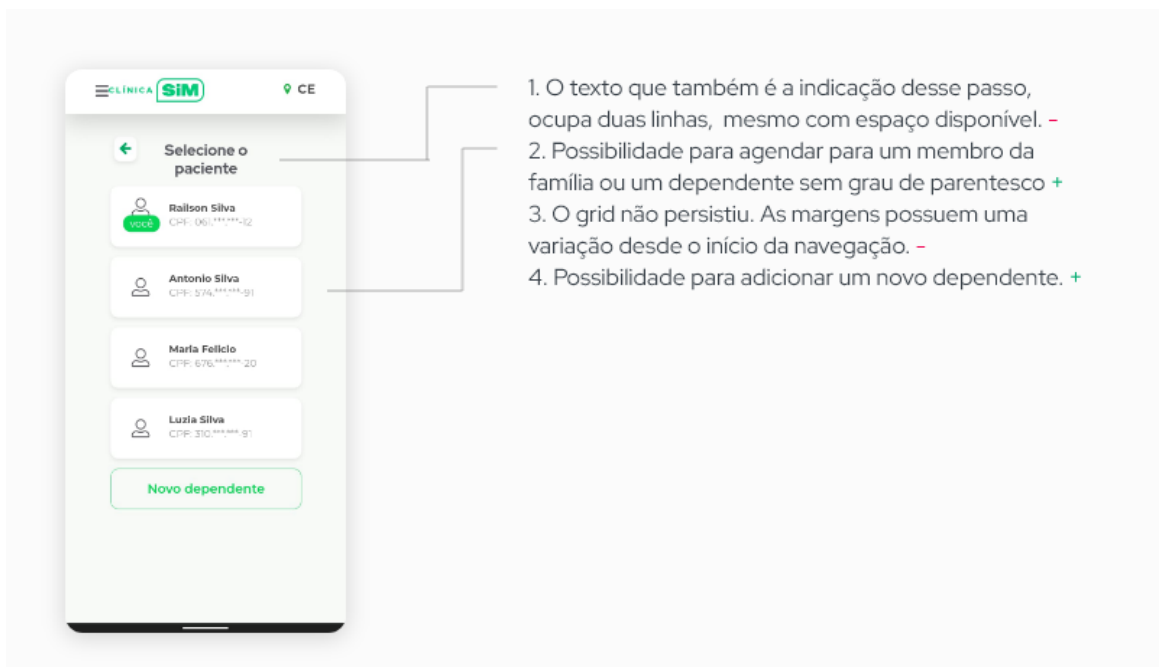 CLÍNICA SiM
CE
Selecione o
paciente
Railson Silva
você
CPF: 061.***.***-12
Antonio Silva
CPF: 574.***.***-91
Maria Felicio
CPF: 676.***.***-20
Luzia Silva
CPF: 310.***.***-91
Novo dependente
1. O texto que também é a indicação desse passo,
ocupa duas linhas, mesmo com espaço disponível. -
2. Possibilidade para agendar para um membro da
família ou um dependente sem grau de parentesco +
3. O grid não persistiu. As margens possuem uma
variação desde o início da navegação. -
4. Possibilidade para adicionar um novo dependente. +